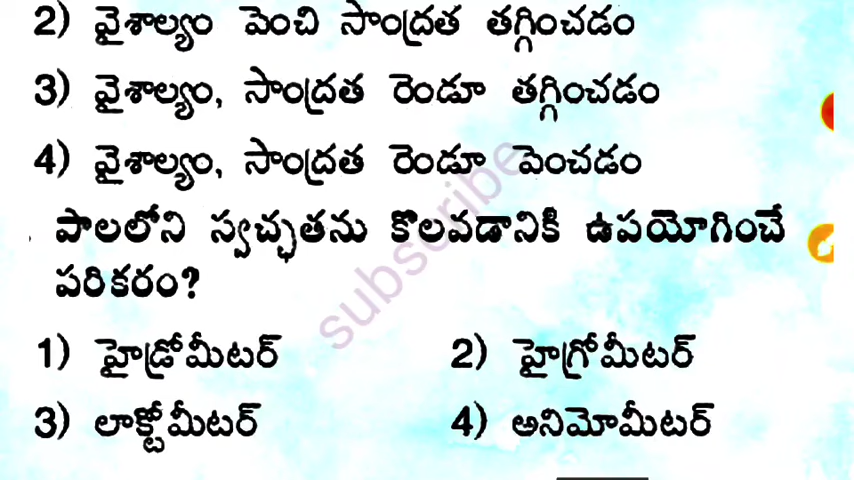 2) వైశాల్యం పెంచి సాంద్రత తగ్గించడం
3) వైశాల్యం, సాంద్రత రెండూ తగ్గించడం
4) వైశాల్యం, సాంద్రత రెండూ పెంచడం
పాలలోని స్వచ్ఛతను కొలవడానికి ఉపయోగించే
పరికరం?
1) హైడ్రోమీటర్ 2) హైగ్రోమీటర్
3) లాక్టోమీటర్ 4) అనిమోమీటర్
subscribe